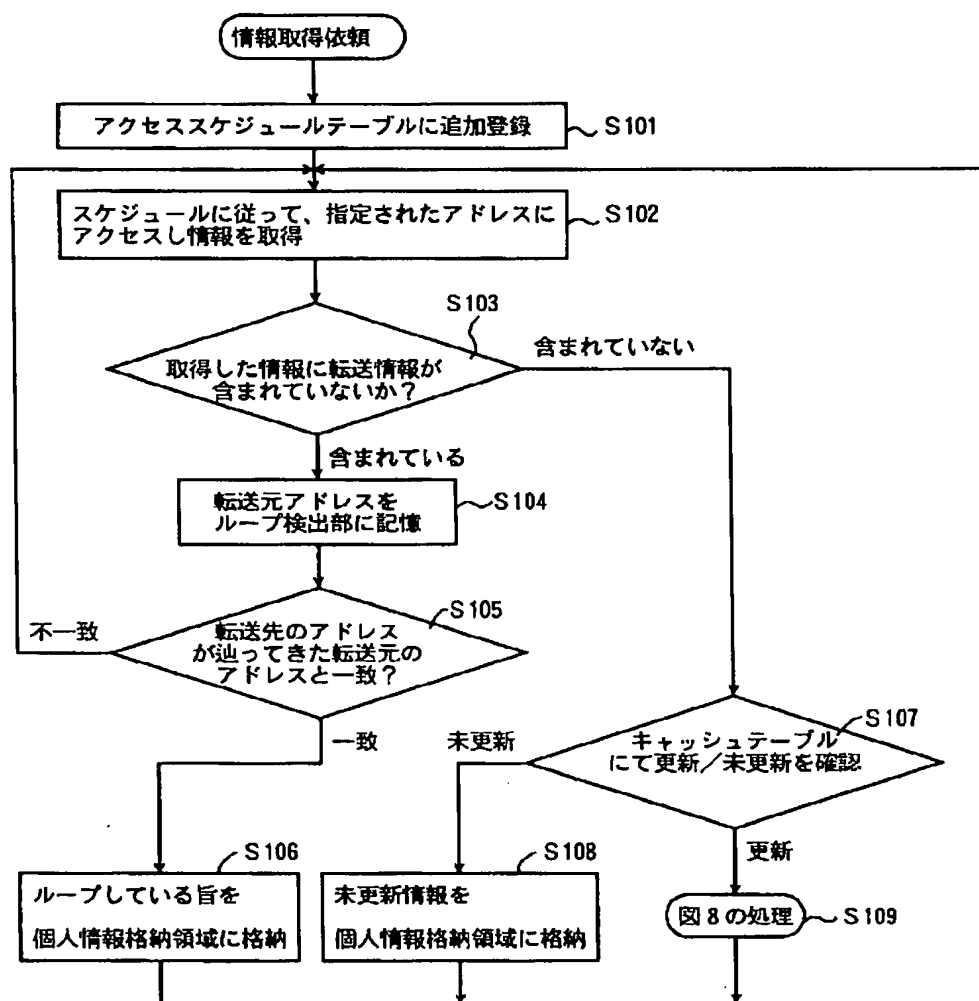 情報取得依頼
アクセススケジュールテーブルに追加登録
S101
スケジュールに従って、指定されたアドレスに
アクセスし情報を取得
S102
S103
取得した情報に転送情報が
含まれていないか？
含まれていない
含まれている
転送元アドレスを
ループ検出部に記憶
S104
S105
転送先のアドレス
が辿ってきた転送元の
アドレスと一致？
不一致
一致
S107
キャッシュテーブル
にて更新／未更新を確認
未更新
更新
S106
ループしている旨を
個人情報格納領域に格納
S108
未更新情報を
個人情報格納領域に格納
図8の処理
S109